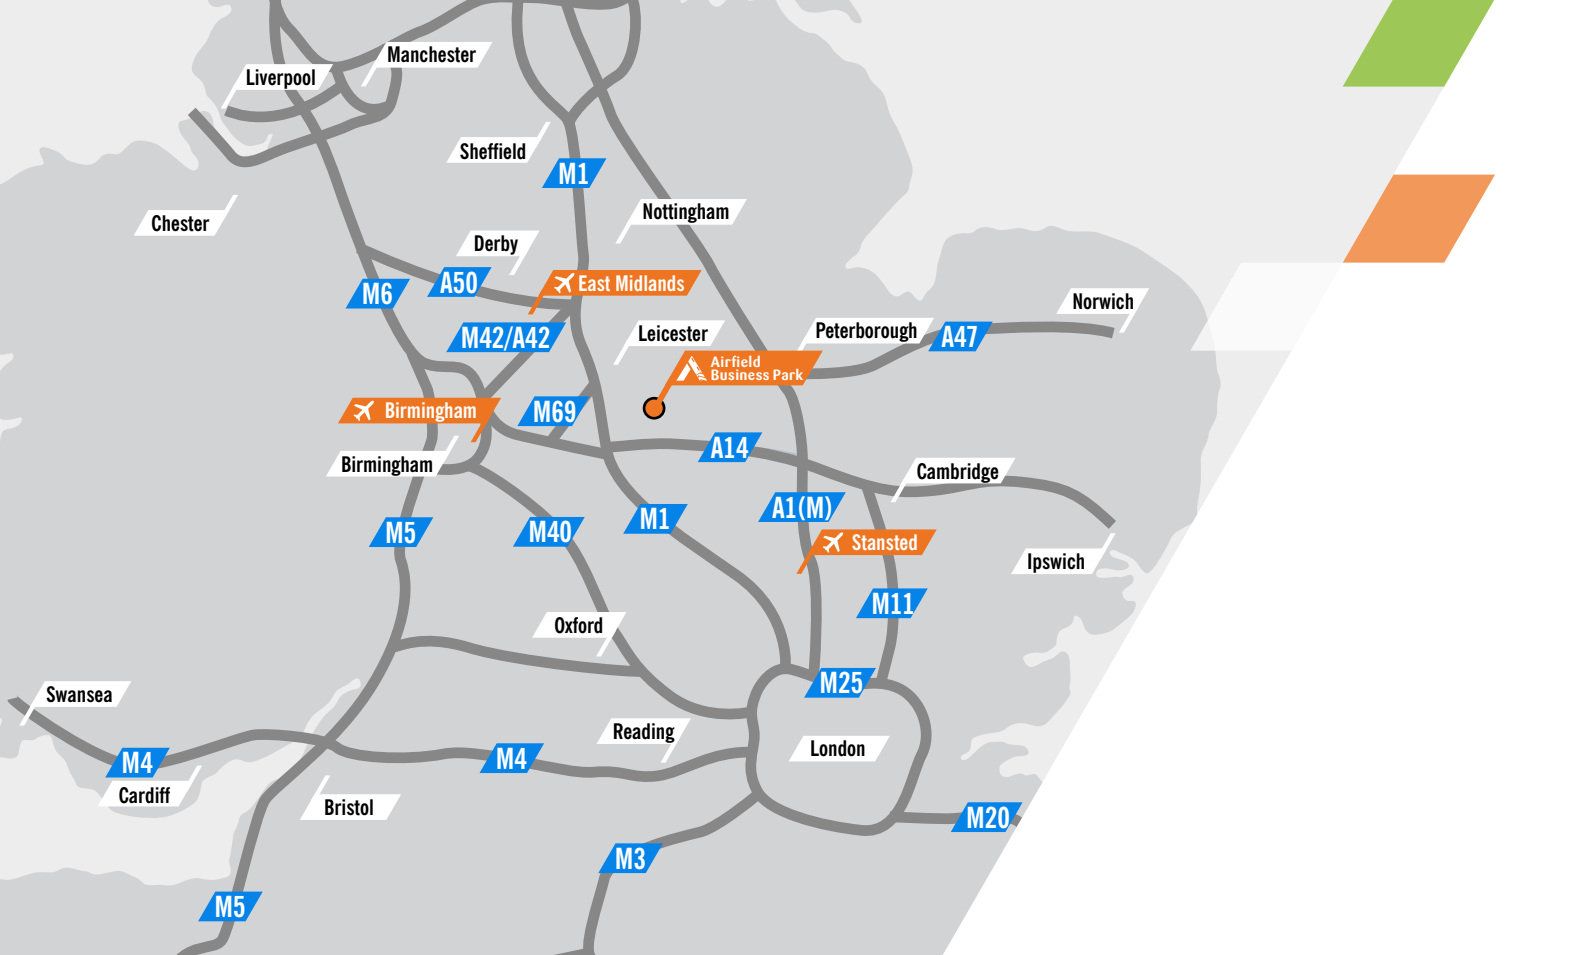 Manchester
Liverpool
Sheffield
M1
Nottingham
Chester
Derby
A50
East Midlands
M6
Norwich
M42/A42
Leicester
Peterborough
A47
Airfield
Business Park
Birmingham
M69
A14
Birmingham
Cambridge
A1(M)
M5
M40
M1
Stansted
Ipswich
M11
Oxford
M25
Swansea
Reading
London
M4
M4
Cardiff
Bristol
M20
M3
M5